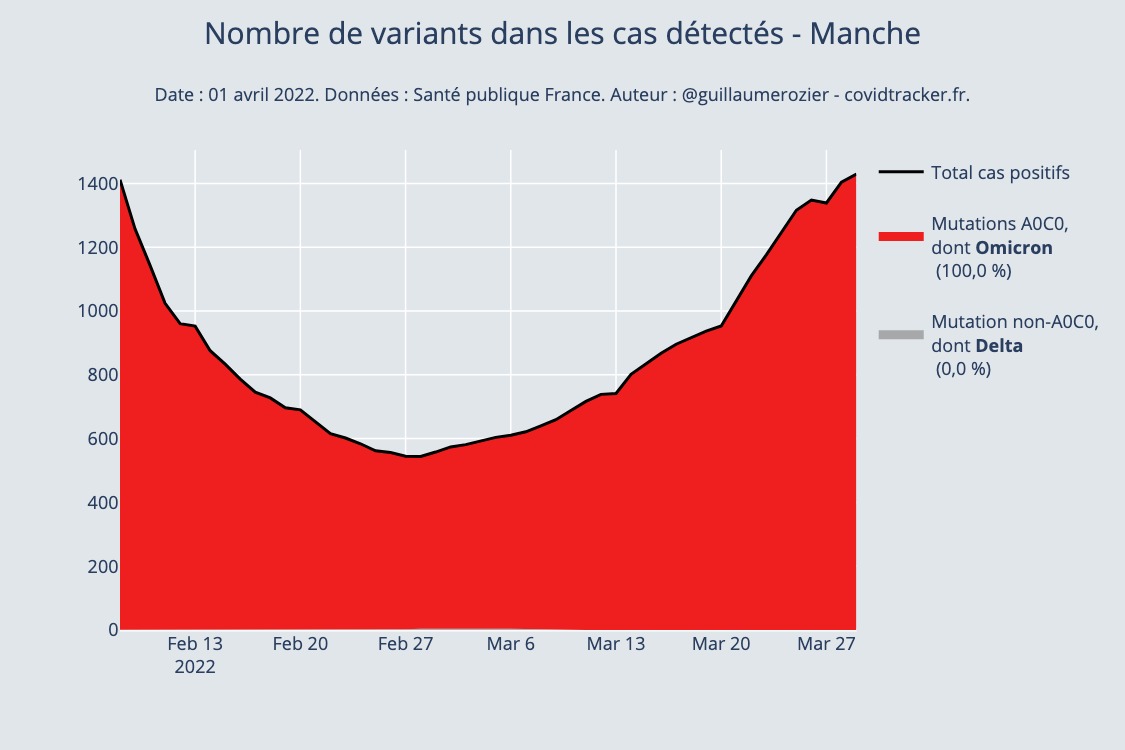 Nombre de variants dans les cas détectés - Manche
Date : 01 avril 2022. Données : Santé publique France. Auteur : @guillaumerozier - covidtracker.fr.
1400
1200
1000
800
600
400
200
0
Feb 13
2022
Feb 20
Feb 27
Mar 6
Mar 13
Mar 20
Mar 27
Total cas positifs
Mutations A0C0,
dont Omicron
(100,0 %)
Mutation non-A0C0,
dont Delta
(0,0 %)